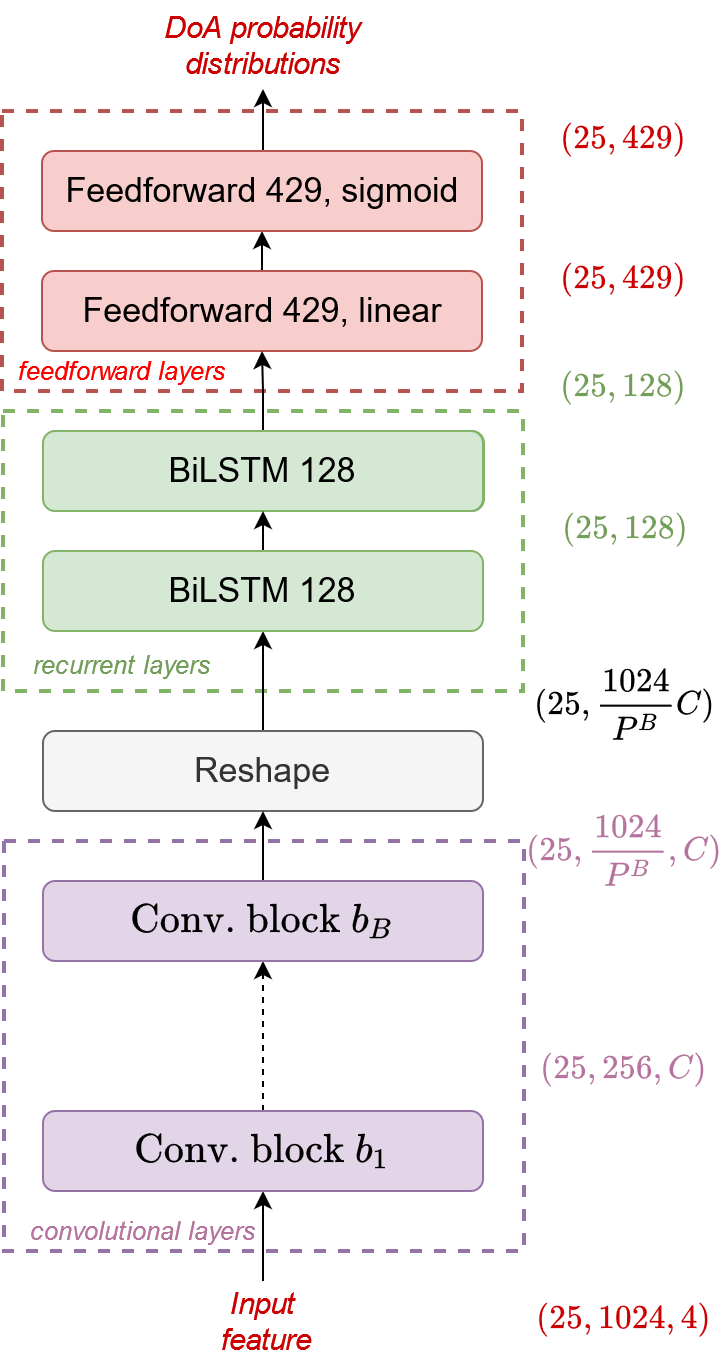 DoA probability
distributions
(25, 429)
Feedforward 429, sigmoid
(25, 429)
Feedforward 429, linear
feedforward layers
(25, 128)
BiLSTM 128
(25, 128)
BiLSTM 128
recurrent layers
(25, \frac{1024}{P^B} C)
Reshape
(25, \frac{1024}{P^B}, C)
Conv. block b_B
(25, 256, C)
Conv. block b_1
convolutional layers
Input
feature
(25, 1024, 4)